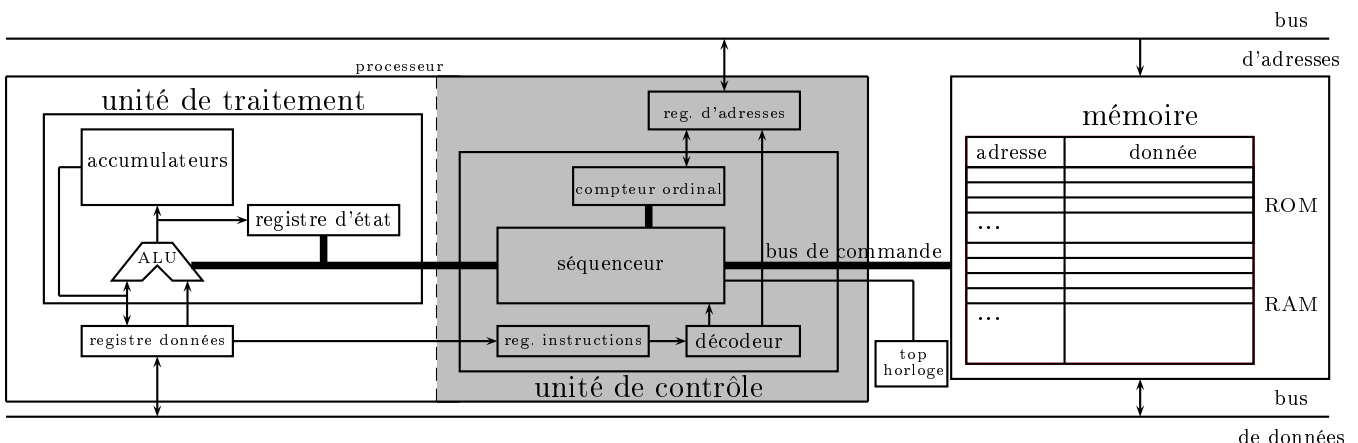 bus
d'adresses
processeur
unité de traitement
accumulateurs
registre d'état
ALU
registre données
reg. d'adresses
compteur ordinal
séquenceur
bus de commande
reg. instructions
décodeur
unité de contrôle
top
horloge
mémoire
adresse donnée
ROM
...
RAM
...
bus
de données